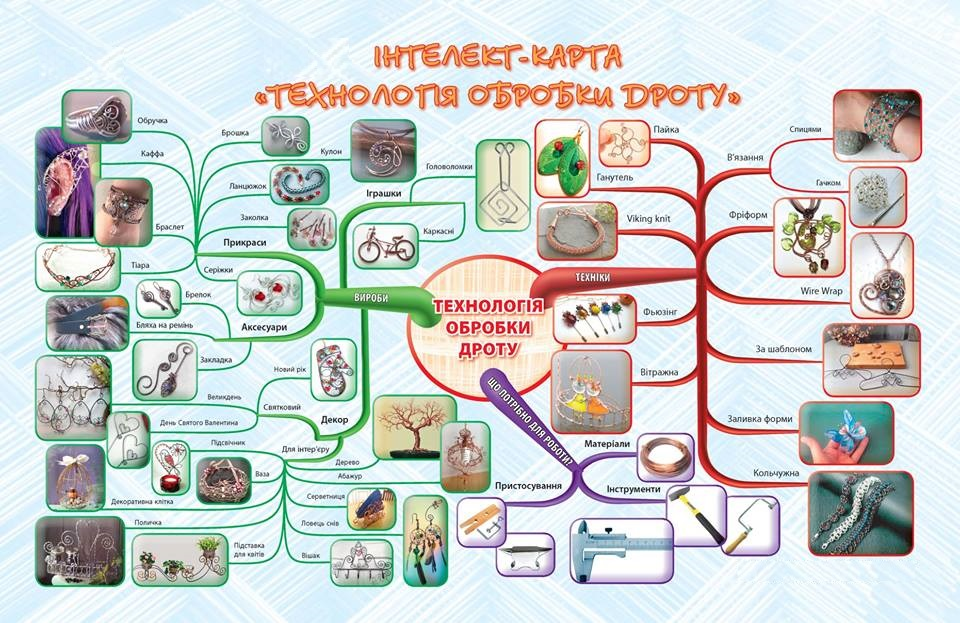 ІНТЕЛЕКТ-КАРТА
«ТЕХНОЛОГІЯ ОБРОБКИ ДРОТУ»
Обручка
Каффа
Браслет
Тіара
Брошка
Кулон
Ланцюжок
Заколка
Прикраси
Серіжки
Брелок
Бляха на ремінь
Аксесуари
Закладка
Іграшки
Головоломки
Каркасні
ВИРОБИ
Новий рік
Великдень
Святковий
День Святого Валентина
Декор
Для інтер'єру
Підсвічник
Ваза
Декоративна клітка
Поличка
Підставка
для квітів
Дерево
Абажур
Серветниця
Ловець снів
Вішак
ТЕХНОЛОГІЯ
ОБРОБКИ
ДРОТУ
ТЕХНІКИ
Пайка
Ганутель
Viking knit
Фьюзінг
Вітражна
Спицями
В'язання
Гачком
Фріформ
Wire Wrap
За шаблоном
Заливка форми
Кольчужна
ЩО ПОТРІБНО ДЛЯ РОБОТИ?
Матеріали
Пристосування
Інструменти